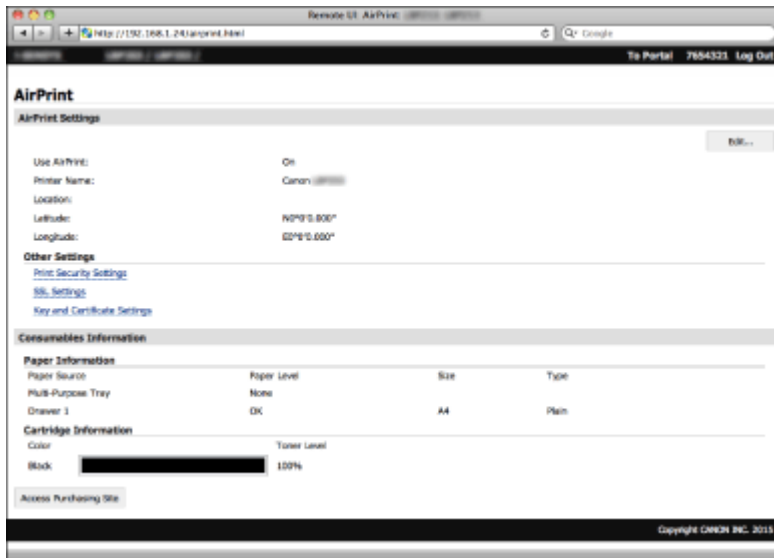 Remote UI: AirPrint:
http://192.168.1.24/airprint.html Google
To Portal 7654321 Log Out
AirPrint
AirPrint Settings
Edit...
Use AirPrint: On
Printer Name: Canon
Location:
Latitude: N0°0'0.000"
Longitude: E0°0'0.000"
Other Settings
Print Security Settings
SSL Settings
Key and Certificate Settings
Consumables Information
Paper Information
Paper Source Paper Level Size Type
Multi-Purpose Tray None
Drawer 1 OK A4 Plain
Cartridge Information
Color Toner Level
Black 100%
Access Purchasing Site
Copyright CANON INC. 2015